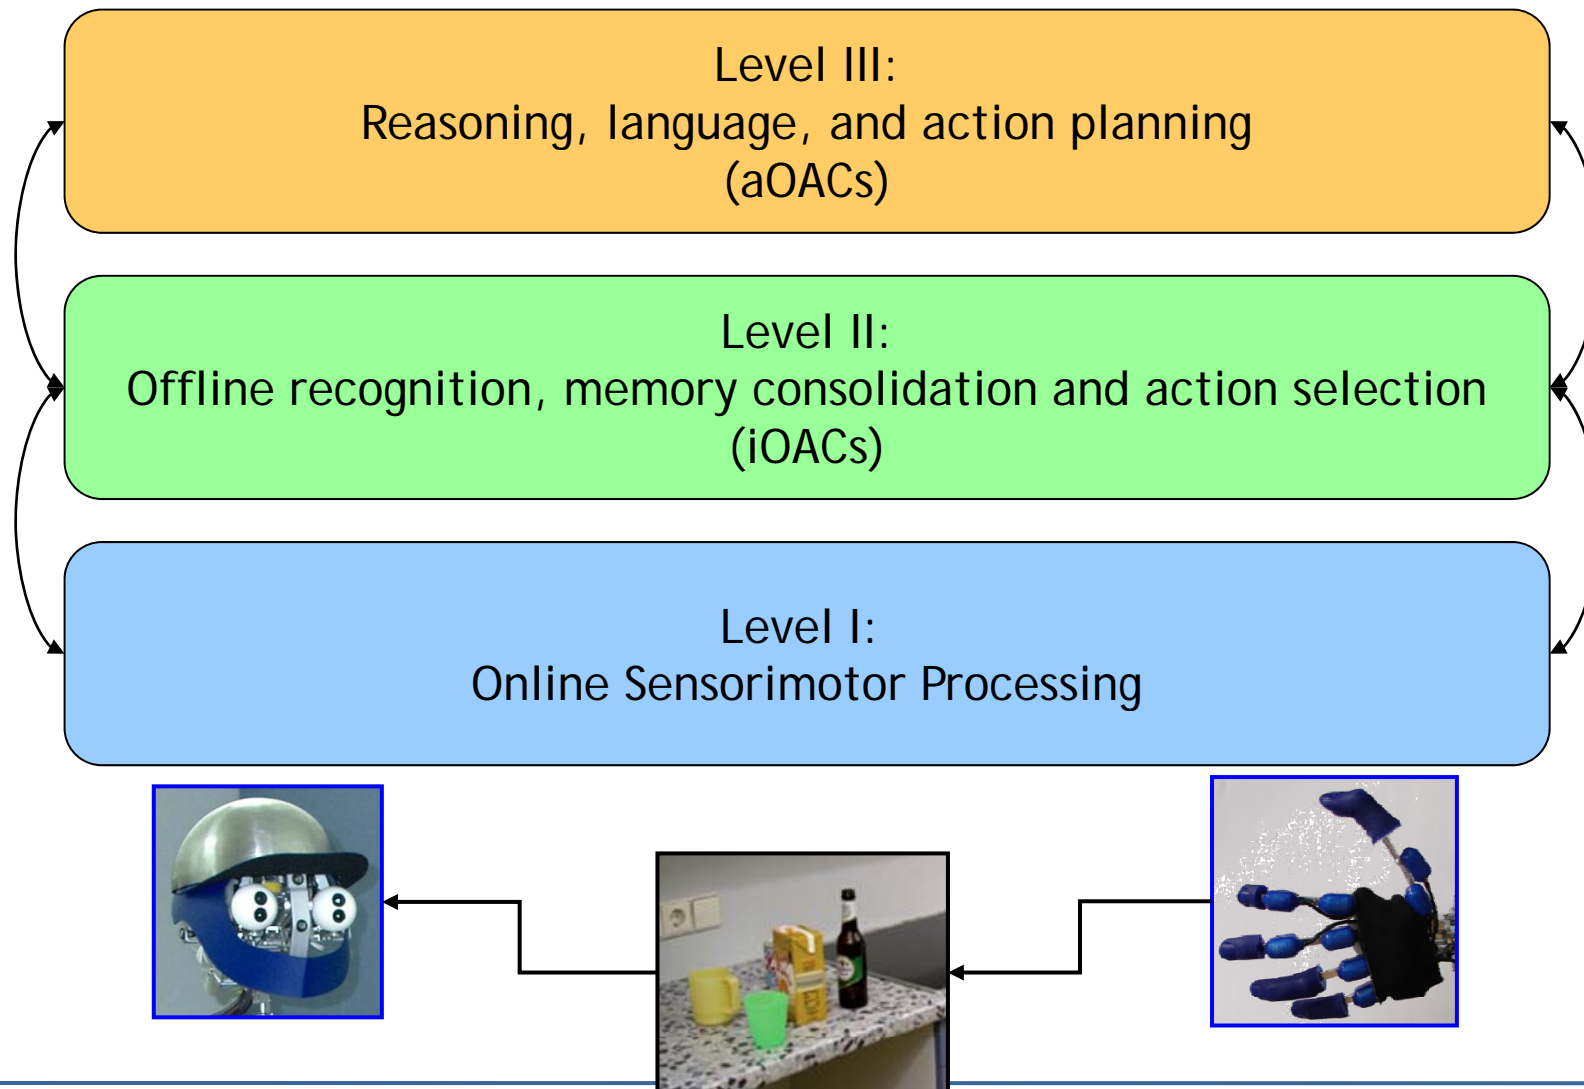 Level III:
Reasoning, language, and action planning
(aOACs)
Level II:
Offline recognition, memory consolidation and action selection
(iOACs)
Level I:
Online Sensorimotor Processing